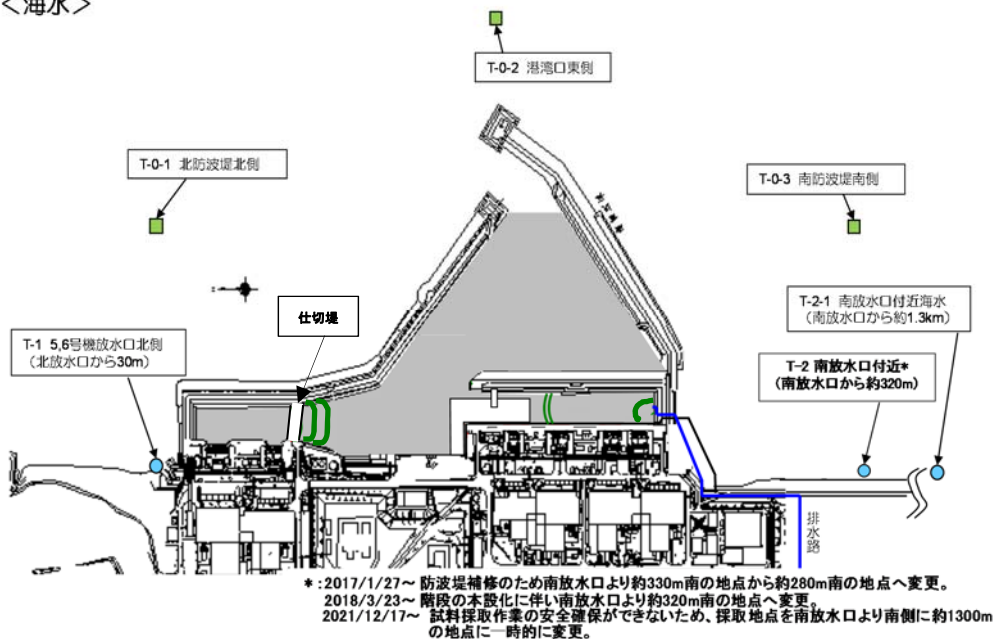 ＜海水＞
T-0-2 港湾口東側
T-0-1 北防波堤北側
T-0-3 南防波堤南側
仕切堤
T-2-1 南放水口付近海水
（南放水口から約1.3km）
T-1 5,6号機放水口北側
（北放水口から30m）
T-2 南放水口付近*
（南放水口から約320m）
排水路
*：2017/1/27～ 防波堤補修のため南放水口より約330m南の地点から約280m南の地点へ変更。
2018/3/23～ 階段の本設化に伴い南放水口より約320m南の地点へ変更。
2021/12/17～ 試料採取作業の安全確保ができないため、採取地点を南放水口より南側に約1300m
の地点に一時的に変更。